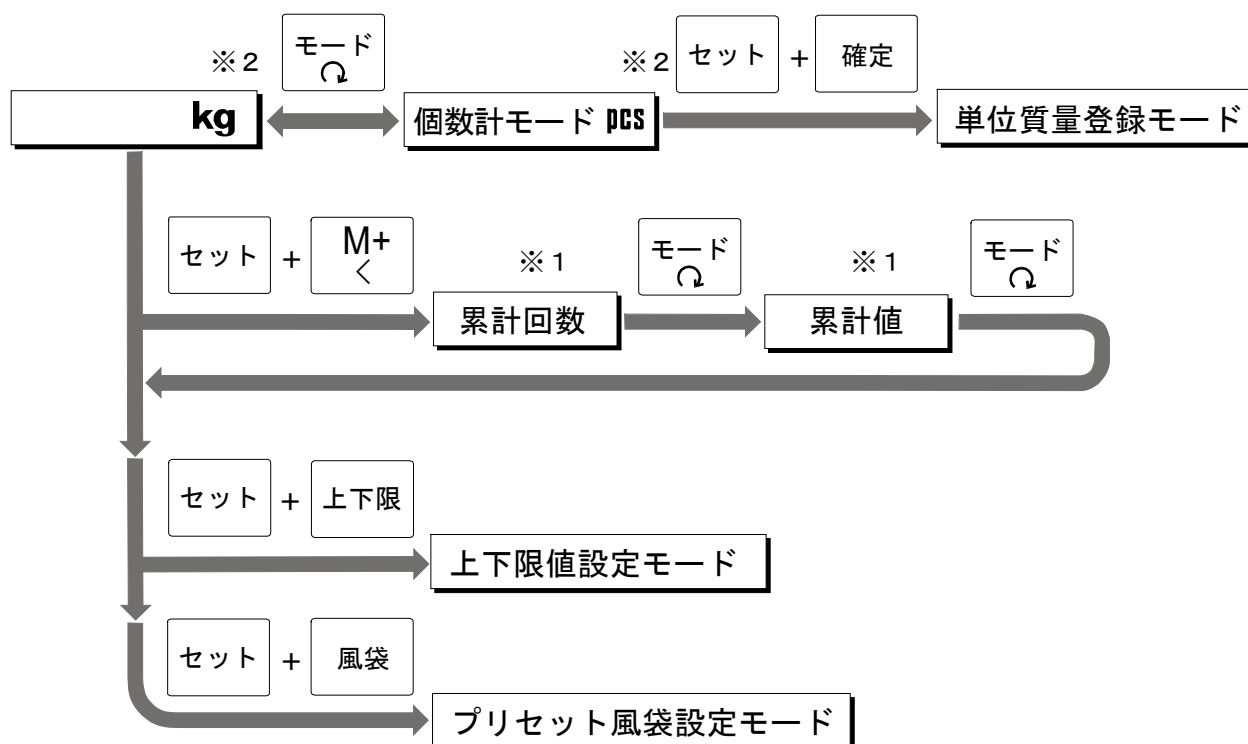 ※2 モード ※2 セット + 確定
kg 個数計モード pcs 単位質量登録モード
セット + M+ < ※1 モード ※1 モード
累計回数 累計値
セット + 上下限
上下限値設定モード
セット + 風袋
プリセット風袋設定モード